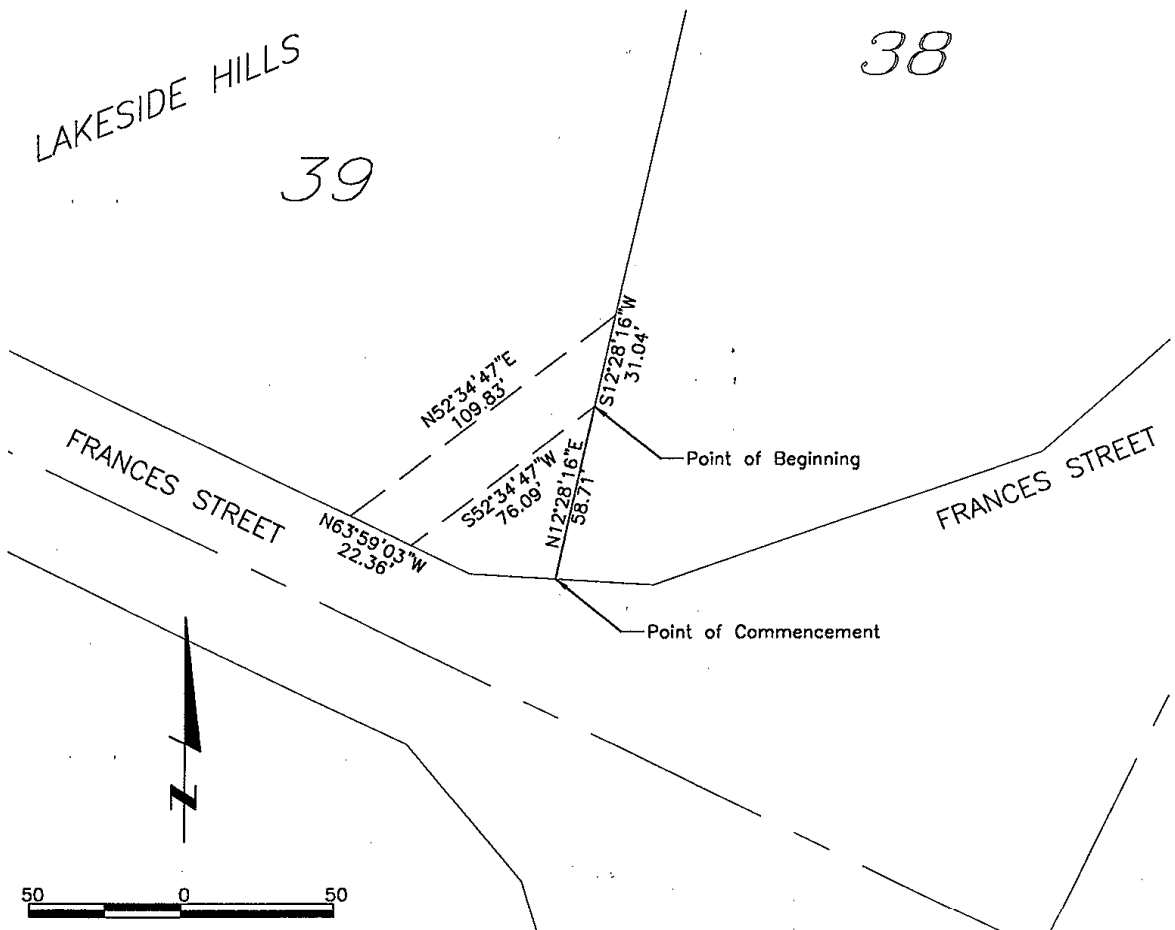 LAKESIDE HILLS
38
39
N52°34'47"E
109.83'
S12°28'16"W
31.04'
FRANCES STREET
S52°34'47"W
76.09'
N12°28'16"E
58.71'
Point of Beginning
FRANCES STREET
N63°59'03"W
22.36'
Point of Commencement
N
50 0 50